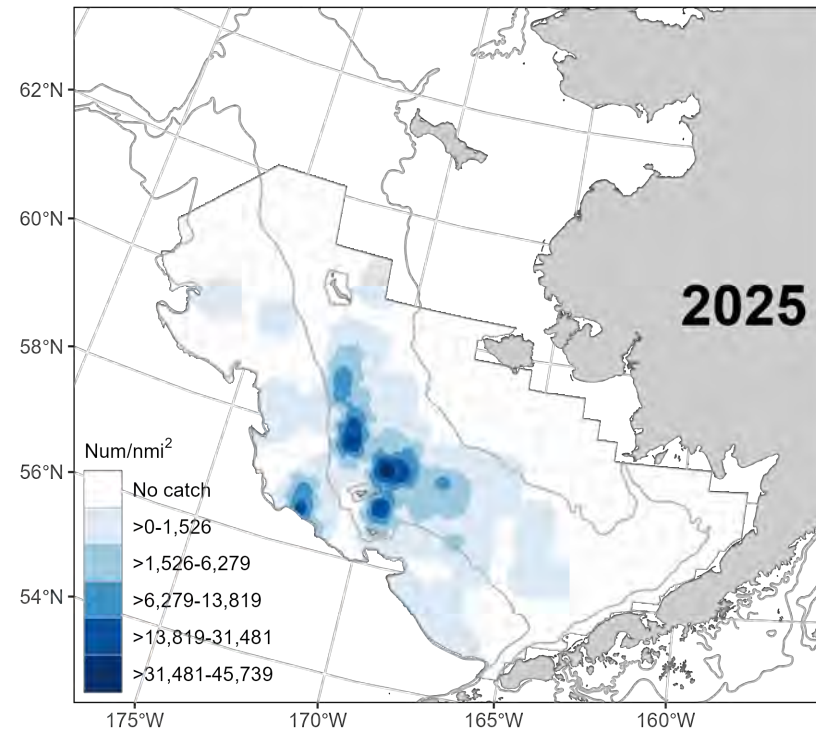 62°N
60°N
58°N
56°N
54°N
2025
Num/nmi²
No catch
>0-1,526
>1,526-6,279
>6,279-13,819
>13,819-31,481
>31,481-45,739
175°W
170°W
165°W
160°W